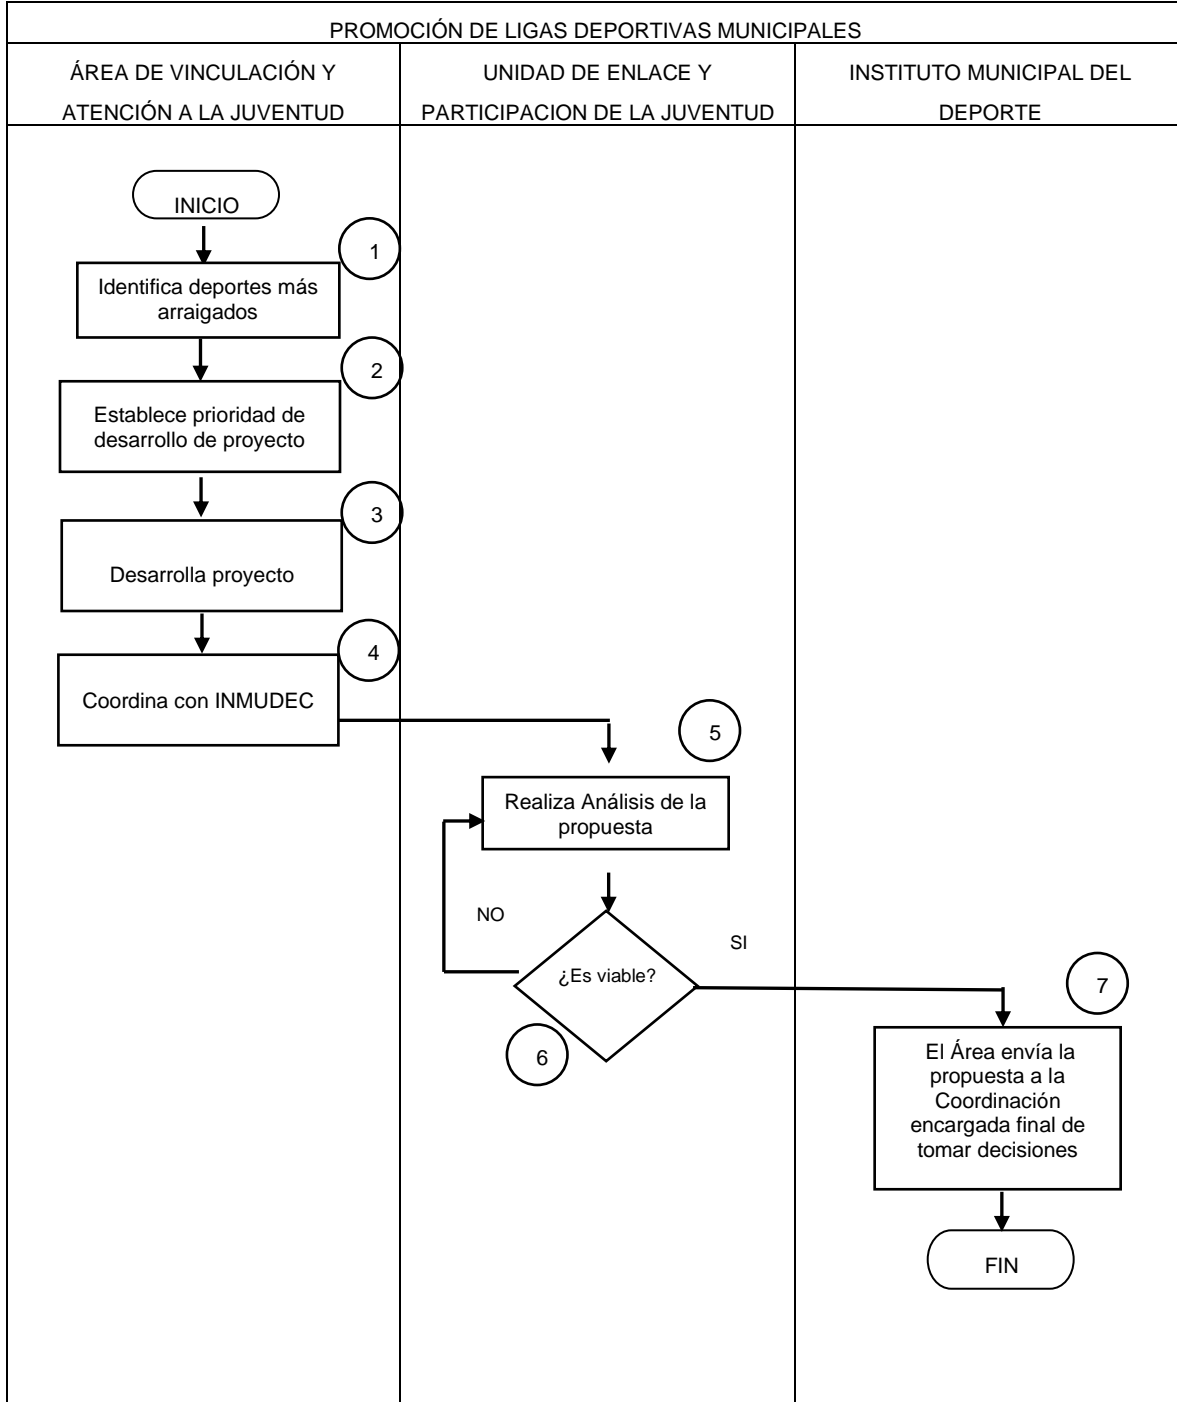 PROMOCIÓN DE LIGAS DEPORTIVAS MUNICIPALES
ÁREA DE VINCULACIÓN Y
ATENCIÓN A LA JUVENTUD
UNIDAD DE ENLACE Y
PARTICIPACION DE LA JUVENTUD
INSTITUTO MUNICIPAL DEL
DEPORTE
INICIO
1
Identifica deportes más
arraigados
2
Establece prioridad de
desarrollo de proyecto
3
Desarrolla proyecto
4
Coordina con INMUDEC
5
Realiza Análisis de la
propuesta
NO
SI
¿Es viable?
6
7
El Área envía la
propuesta a la
Coordinación
encargada final de
tomar decisiones
FIN